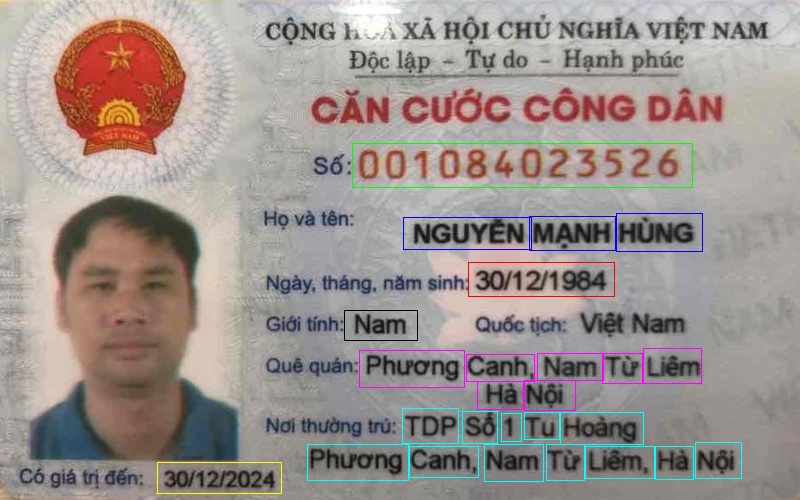 CỘNG HÒA XÃ HỘI CHỦ NGHĨA VIỆT NAM
Độc lập - Tự do - Hạnh phúc
CĂN CƯỚC CÔNG DÂN
Số: 001084023526
Họ và tên: NGUYỄN MẠNH HÙNG
Ngày, tháng, năm sinh: 30/12/1984
Giới tính: Nam Quốc tịch: Việt Nam
Quê quán: Phương Canh, Nam Từ Liêm
Hà Nội
Nơi thường trú: TDP Số 1 Tu Hoàng
Phương Canh, Nam Từ Liêm, Hà Nội
Có giá trị đến: 30/12/2024